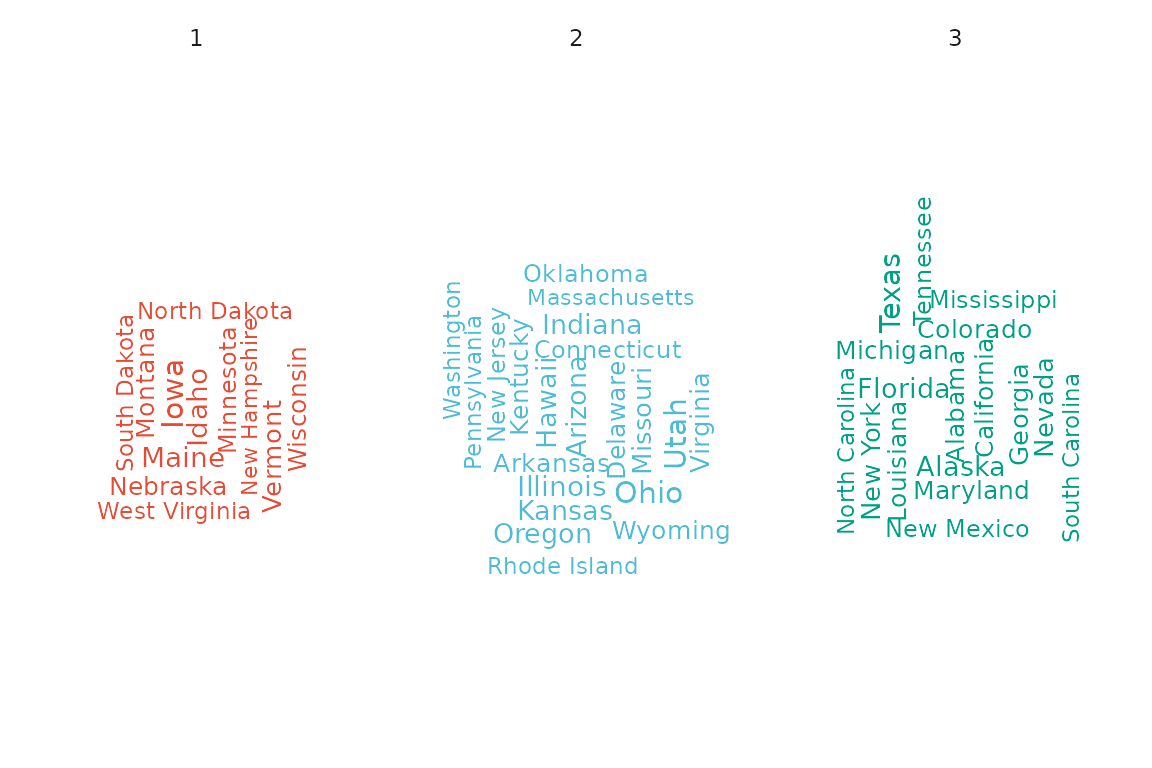 1
North Dakota
South Dakota
Montana
Iowa
Idaho
Minnesota
New Hampshire
Vermont
Wisconsin
Maine
Nebraska
West Virginia
2
Oklahoma
Massachusetts
Indiana
Connecticut
Washington
Pennsylvania
New Jersey
Kentucky
Hawaii
Arizona
Delaware
Missouri
Utah
Virginia
Arkansas
Illinois
Ohio
Kansas
Oregon
Wyoming
Rhode Island
3
Texas
Tennessee
Mississippi
Colorado
Michigan
Florida
North Carolina
New York
Louisiana
Alabama
California
Georgia
Nevada
South Carolina
Alaska
Maryland
New Mexico